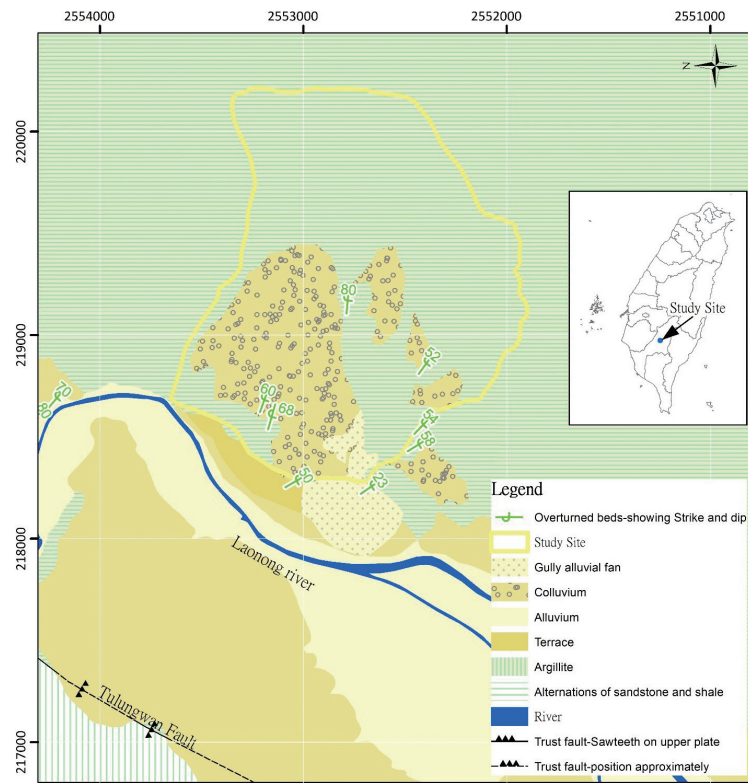 2554000 2553000 2552000 2551000
N
220000
219000
218000
217000
80
52
60
68
70
80
54
58
50
23
Study Site
Laonong river
Tulungwan Fault
Legend
Overturned beds-showing Strike and dip
Study Site
Gully alluvial fan
Colluvium
Alluvium
Terrace
Argillite
Alternations of sandstone and shale
River
Trust fault-Sawteeth on upper plate
Trust fault-position approximately